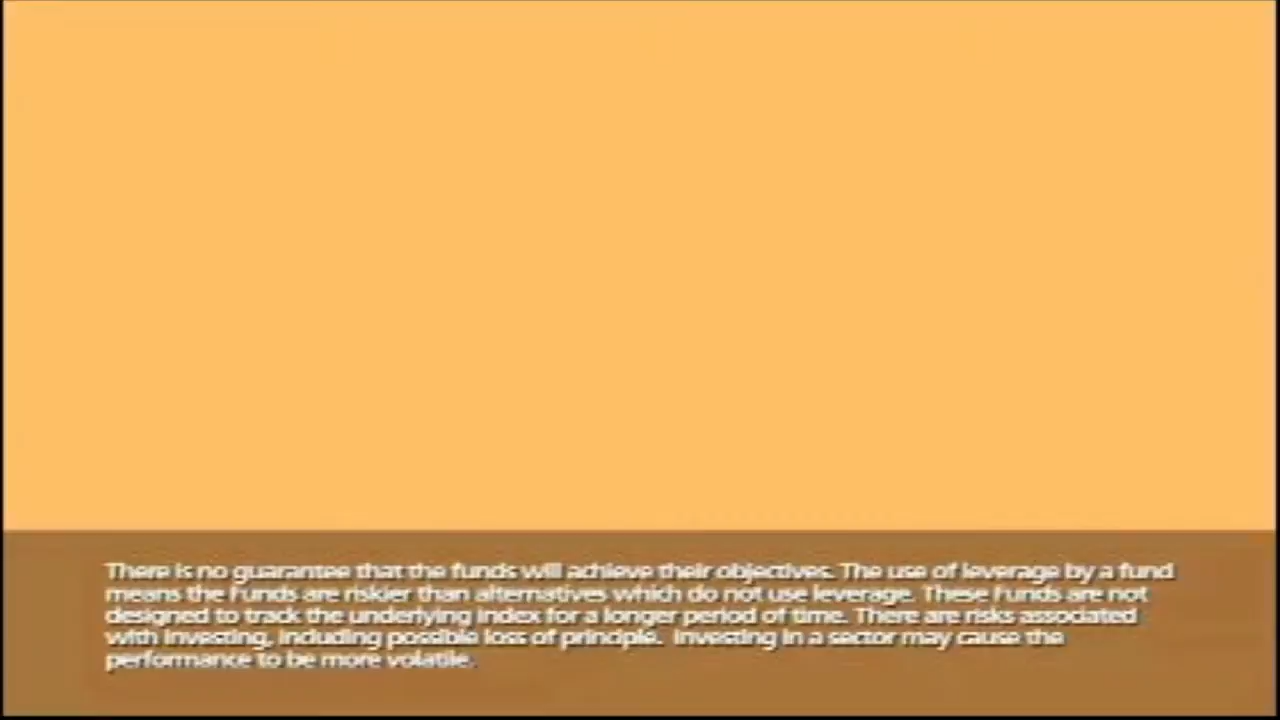 There is no guarantee that the funds will achieve their objectives. The use of leverage by a fund
means the Funds are riskier than alternatives which do not use leverage. These Funds are not
designed to track the underlying index for a longer period of time. There are risks associated
with investing, including possible loss of principle.  Investing in a sector may cause the
performance to be more volatile.